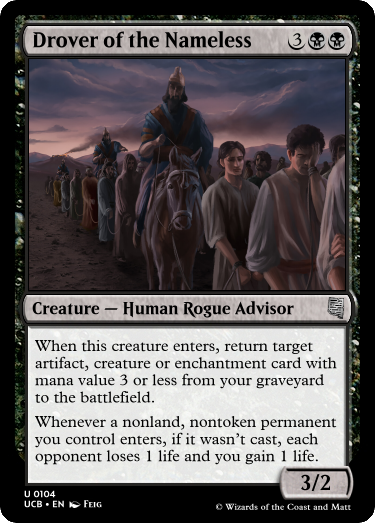 Drover of the Nameless 3
Creature — Human Rogue Advisor
When this creature enters, return target
artifact, creature or enchantment card with
mana value 3 or less from your graveyard
to the battlefield.
Whenever a nonland, nontoken permanent
you control enters, if it wasn't cast, each
opponent loses 1 life and you gain 1 life.
3/2
U 0104
UCB • EN Feig
© Wizards of the Coast and Matt